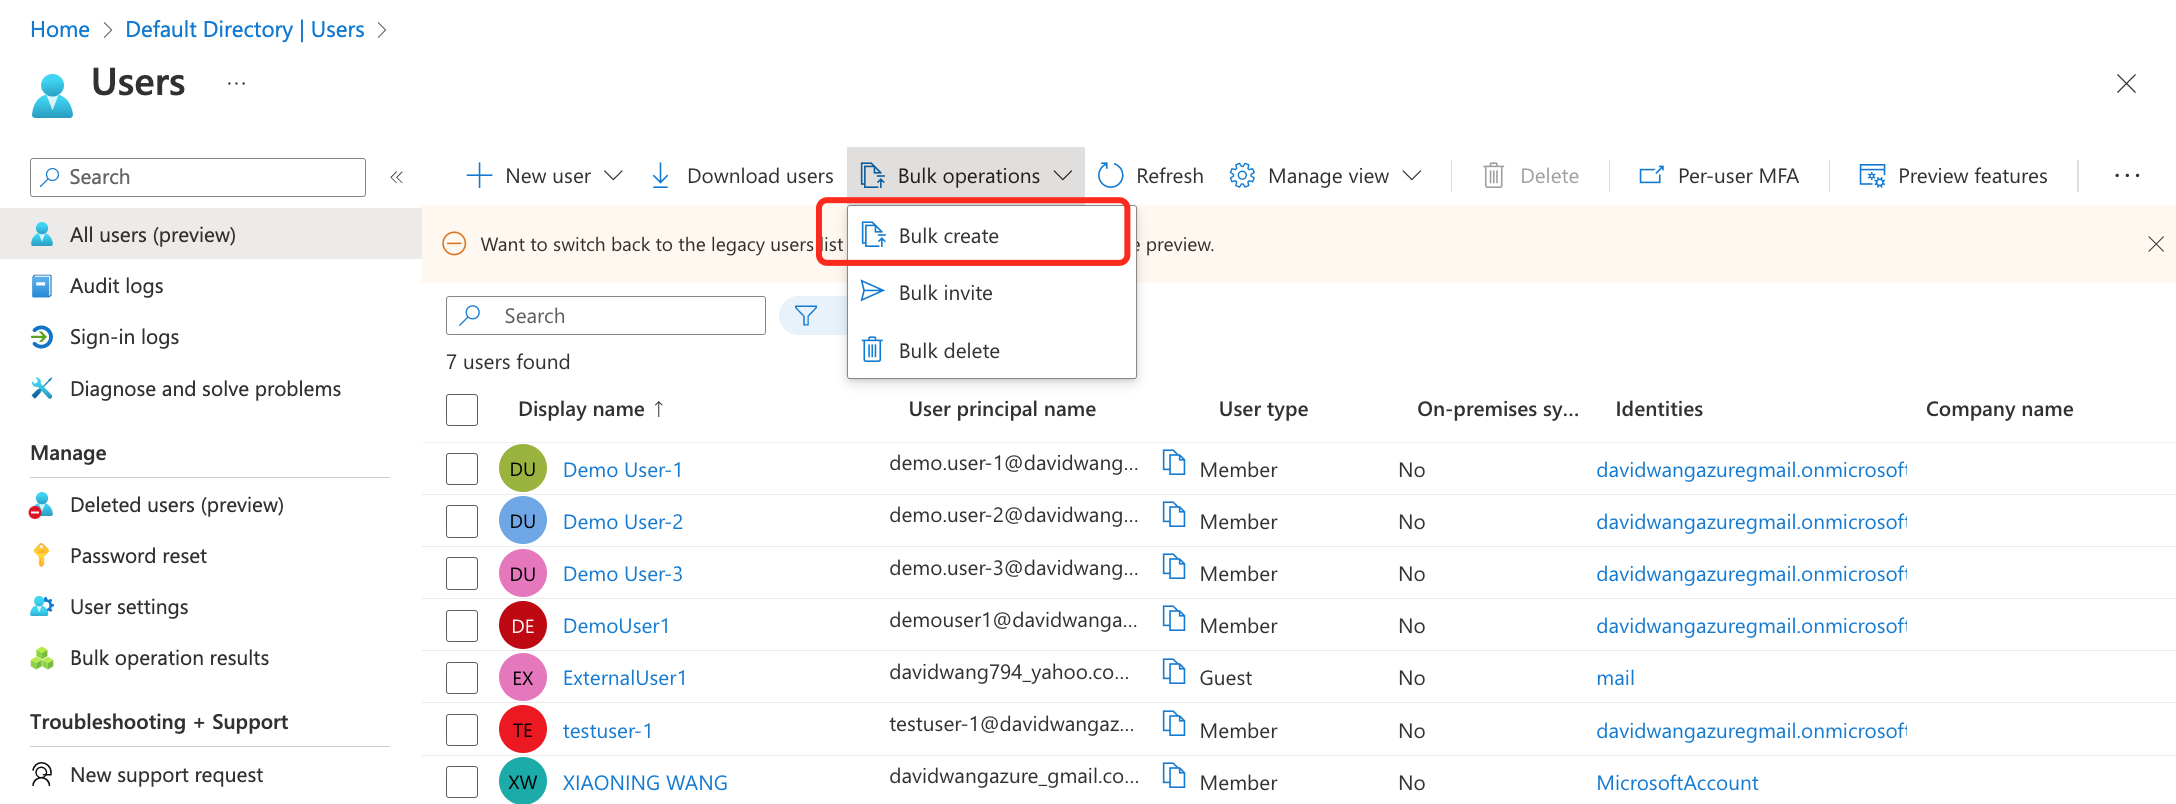 Home > Default Directory | Users >
Users ...
Search «
New user Download users Bulk operations Refresh Manage view Delete Per-user MFA Preview features ...
All users (preview)
Audit logs
Sign-in logs
Diagnose and solve problems
Manage
Deleted users (preview)
Password reset
User settings
Bulk operation results
Troubleshooting + Support
New support request
Want to switch back to the legacy users list e preview.
Bulk create
Bulk invite
Bulk delete
Search
7 users found
Display name ↑ User principal name User type On-premises sy... Identities Company name
DU Demo User-1 demo.user-1@davidwang... Member No davidwangazuregmail.onmicrosoft
DU Demo User-2 demo.user-2@davidwang... Member No davidwangazuregmail.onmicrosoft
DU Demo User-3 demo.user-3@davidwang... Member No davidwangazuregmail.onmicrosoft
DE DemoUser1 demouser1@davidwanga... Member No davidwangazuregmail.onmicrosoft
EX ExternalUser1 davidwang794_yahoo.co... Guest No mail
TE testuser-1 testuser-1@davidwangaz... Member No davidwangazuregmail.onmicrosoft
XW XIAONING WANG davidwangazure_gmail.co... Member No MicrosoftAccount